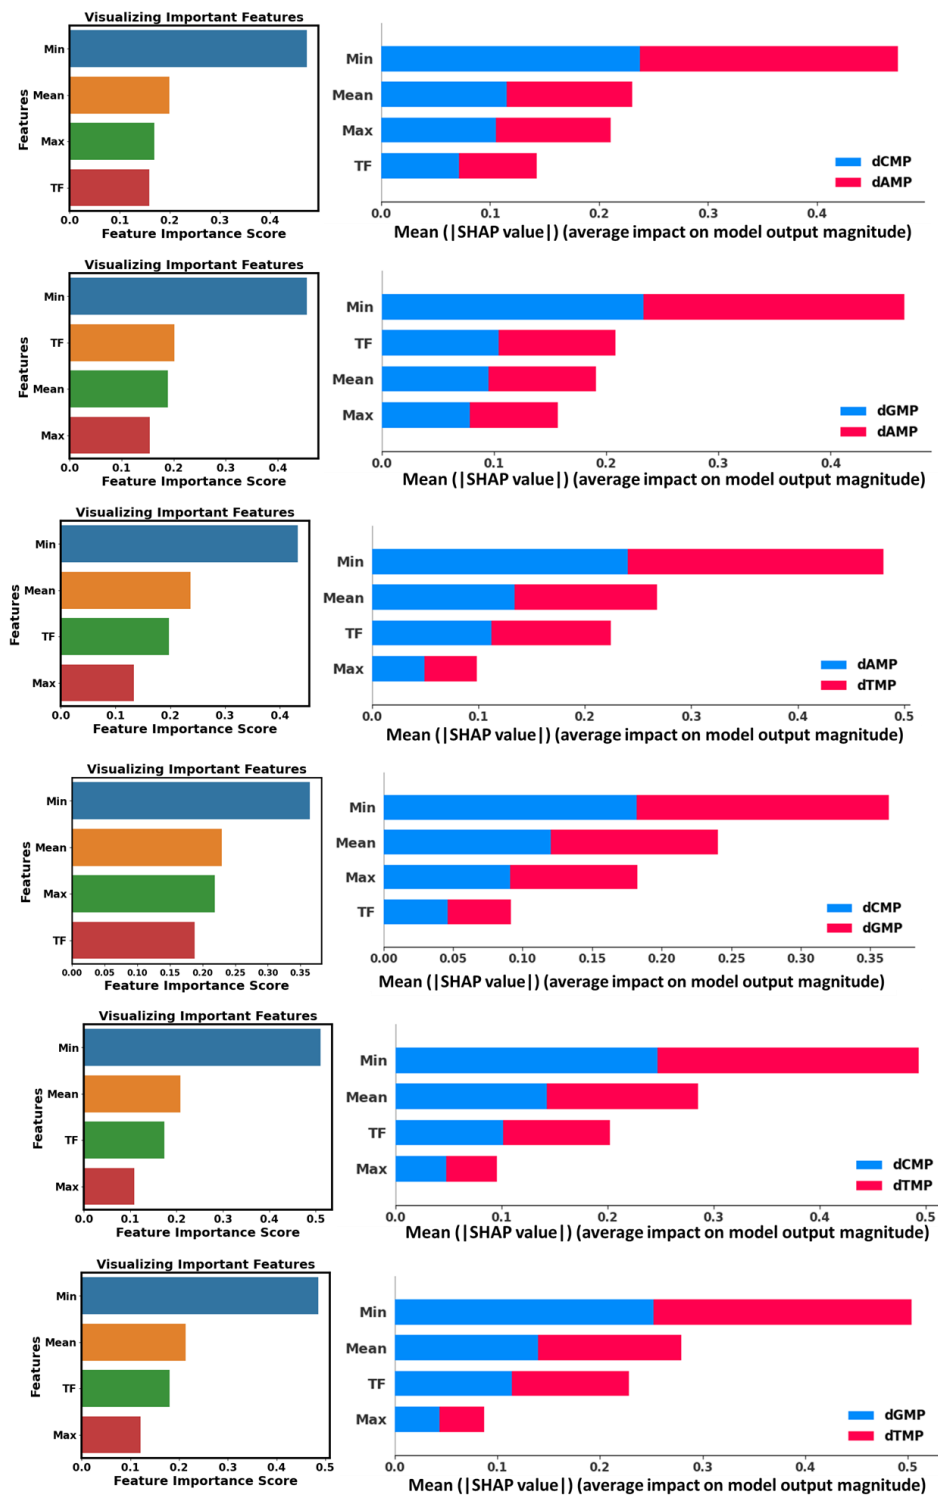 Visualizing Important Features
Features
Min
Mean
Max
TF
0.0 0.1 0.2 0.3 0.4
Feature Importance Score
Min
Mean
Max
TF
dCMP
dAMP
0.0 0.1 0.2 0.3 0.4
Mean (|SHAP value|) (average impact on model output magnitude)
Visualizing Important Features
Features
Min
TF
Mean
Max
0.0 0.1 0.2 0.3 0.4
Feature Importance Score
Min
TF
Mean
Max
dGMP
dAMP
0.0 0.1 0.2 0.3 0.4
Mean (|SHAP value|) (average impact on model output magnitude)
Visualizing Important Features
Features
Min
Mean
TF
Max
0.0 0.1 0.2 0.3 0.4
Feature Importance Score
Min
Mean
TF
Max
dAMP
dTMP
0.0 0.1 0.2 0.3 0.4 0.5
Mean (|SHAP value|) (average impact on model output magnitude)
Visualizing Important Features
Features
Min
Mean
Max
TF
0.00 0.05 0.10 0.15 0.20 0.25 0.30 0.35
Feature Importance Score
Min
Mean
Max
TF
dCMP
dGMP
0.00 0.05 0.10 0.15 0.20 0.25 0.30 0.35
Mean (|SHAP value|) (average impact on model output magnitude)
Visualizing Important Features
Features
Min
Mean
TF
Max
0.0 0.1 0.2 0.3 0.4 0.5
Feature Importance Score
Min
Mean
TF
Max
dCMP
dTMP
0.0 0.1 0.2 0.3 0.4 0.5
Mean (|SHAP value|) (average impact on model output magnitude)
Visualizing Important Features
Features
Min
Mean
TF
Max
0.0 0.1 0.2 0.3 0.4 0.5
Feature Importance Score
Min
Mean
TF
Max
dGMP
dTMP
0.0 0.1 0.2 0.3 0.4 0.5
Mean (|SHAP value|) (average impact on model output magnitude)